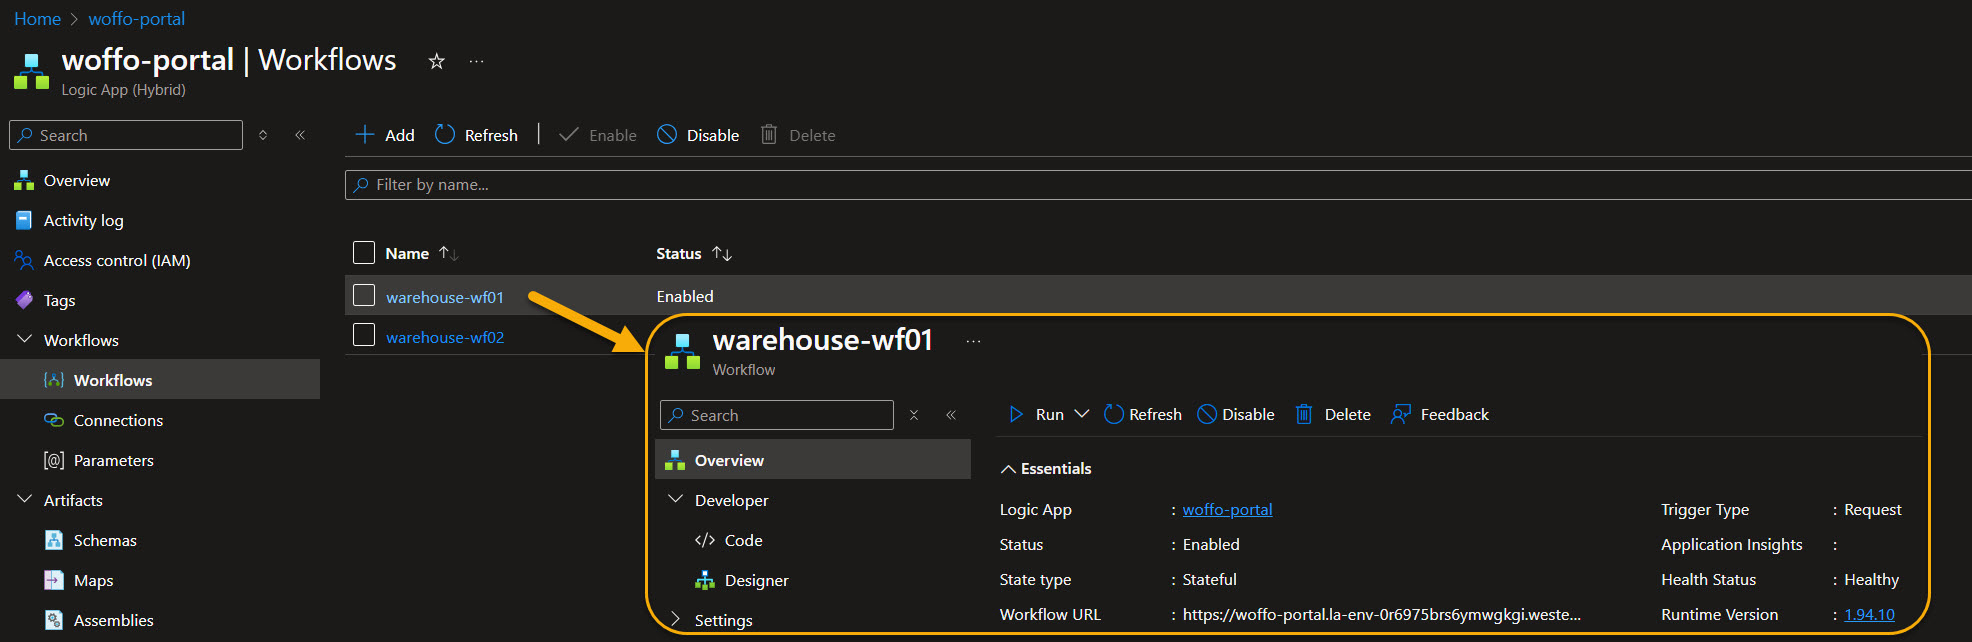 Home > woffo-portal
woffo-portal | Workflows ☆ ...
Logic App (Hybrid)
Search
Add Refresh | Enable Disable Delete
Filter by name...
Overview
Activity log
Access control (IAM)
Tags
Workflows
Workflows
Connections
Parameters
Artifacts
Schemas
Maps
Assemblies
Name ↑↓ Status ↑↓
warehouse-wf01 Enabled
warehouse-wf02
warehouse-wf01 ...
Workflow
Search
Run Refresh Disable Delete Feedback
Overview
Developer
Code
Designer
Settings
Essentials
Logic App : woffo-portal
Status : Enabled
State type : Stateful
Workflow URL : https://woffo-portal.la-env-0r6975brs6ymwgkgi.weste...
Trigger Type : Request
Application Insights :
Health Status : Healthy
Runtime Version : 1.94.10